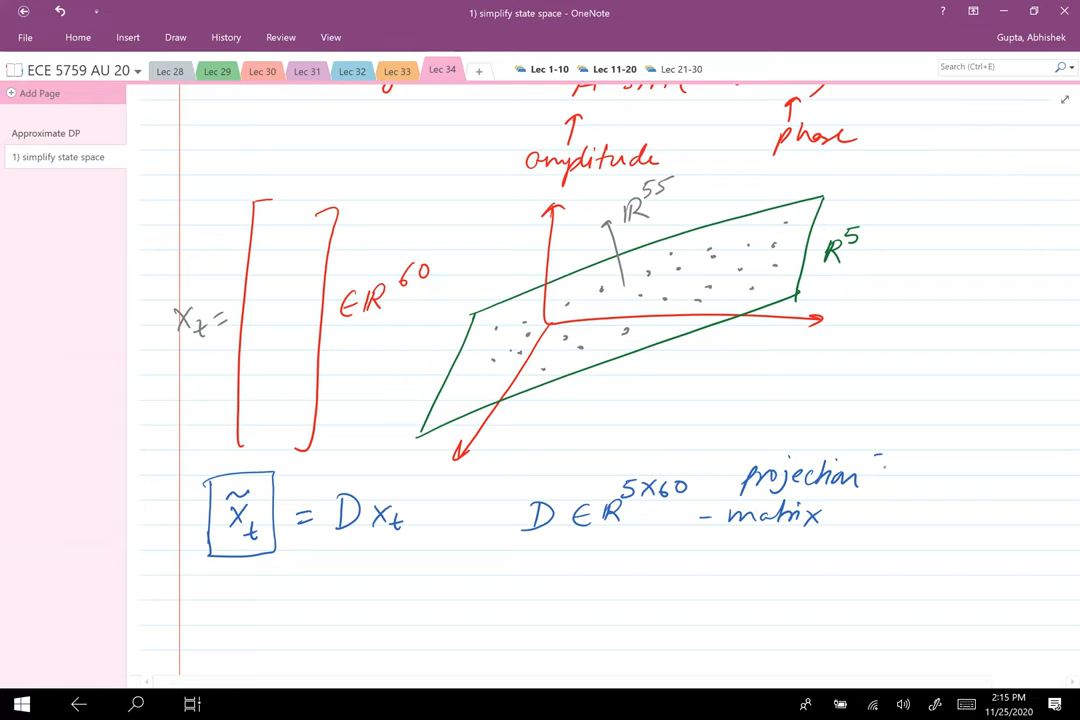 1) simplify state space - OneNote
?
File Home Insert Draw History Review View
Gupta, Abhishek
ECE 5759 AU 20
Lec 28 Lec 29 Lec 30 Lec 31 Lec 32 Lec 33 Lec 34 + Lec 1-10 Lec 11-20 Lec 21-30
Search (Ctrl+E)
Add Page
Approximate DP
1) simplify state space
amplitude
phase
ℝ^55
R^5
X_t = [ ] ∈ ℝ^60
x̃_t = D x_t
D ∈ ℝ^{5×60} - projection matrix
2:15 PM
11/25/2020